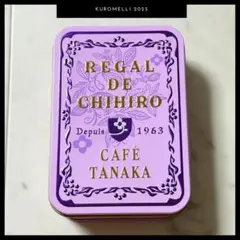 KUROMELLI 2025
REGAL
DE
CHIHIRO
Depuis 1963
CAFÉ
TANAKA